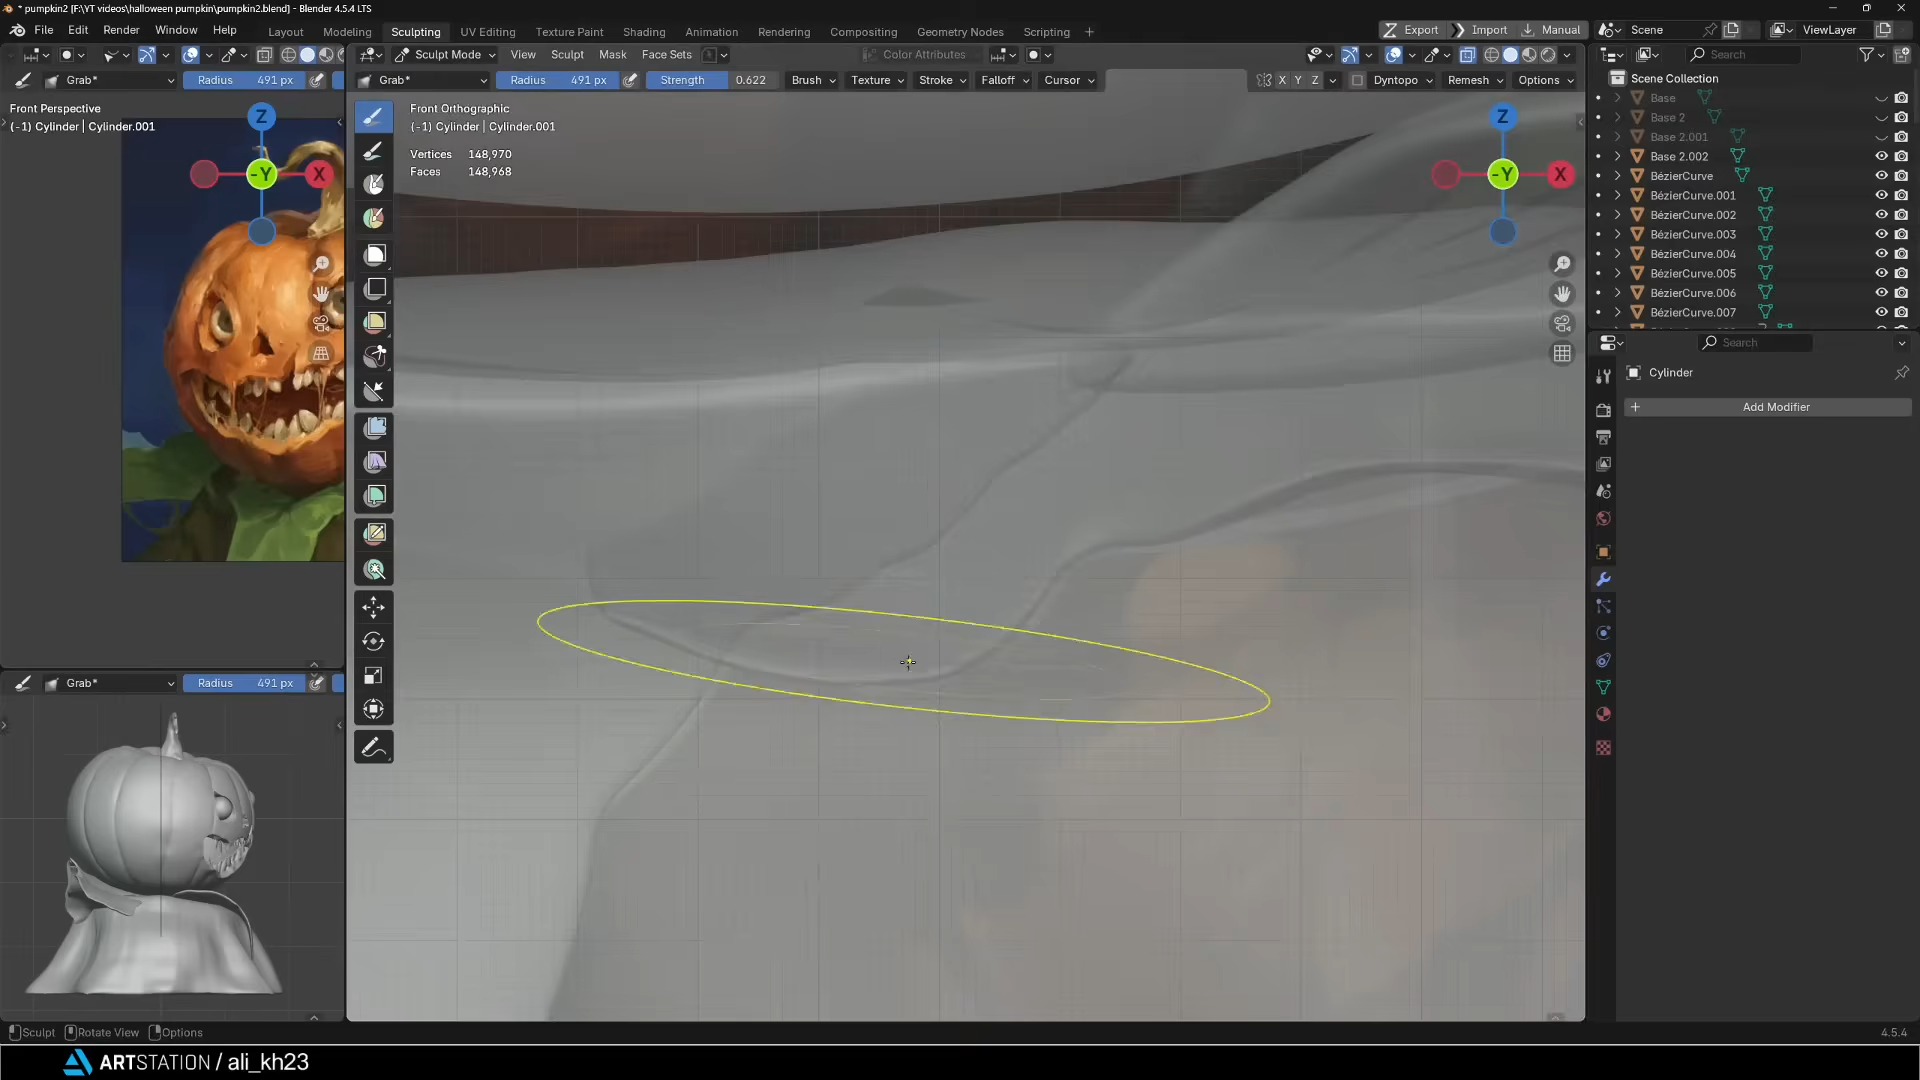 * pumpkin2 [F:\YT videos\halloween pumpkin\pumpkin2.blend] - Blender 4.5.4 LTS
File Edit Render Window Help
Layout Modeling Sculpting UV Editing Texture Paint Shading Animation Rendering Compositing Geometry Nodes Scripting
Export Import Manual
Scene
ViewLayer
Sculpt Mode View Sculpt Mask Face Sets
Color Attributes
Search
Grab* Radius 491 px
Grab* Radius 491 px Strength 0.622 Brush Texture Stroke Falloff Cursor
X Y Z Dyntopo Remesh Options
Front Perspective
(-1) Cylinder | Cylinder.001
Z
-Y
X
Front Orthographic
(-1) Cylinder | Cylinder.001
Vertices 148,970
Faces 148,968
Z
-Y
X
Scene Collection
Base
Base 2
Base 2.001
Base 2.002
BézierCurve
BézierCurve.001
BézierCurve.002
BézierCurve.003
BézierCurve.004
BézierCurve.005
BézierCurve.006
BézierCurve.007
Search
Cylinder
Add Modifier
Grab* Radius 491 px
Sculpt Rotate View Options
4.5.4
ARTSTATION / ali_kh23